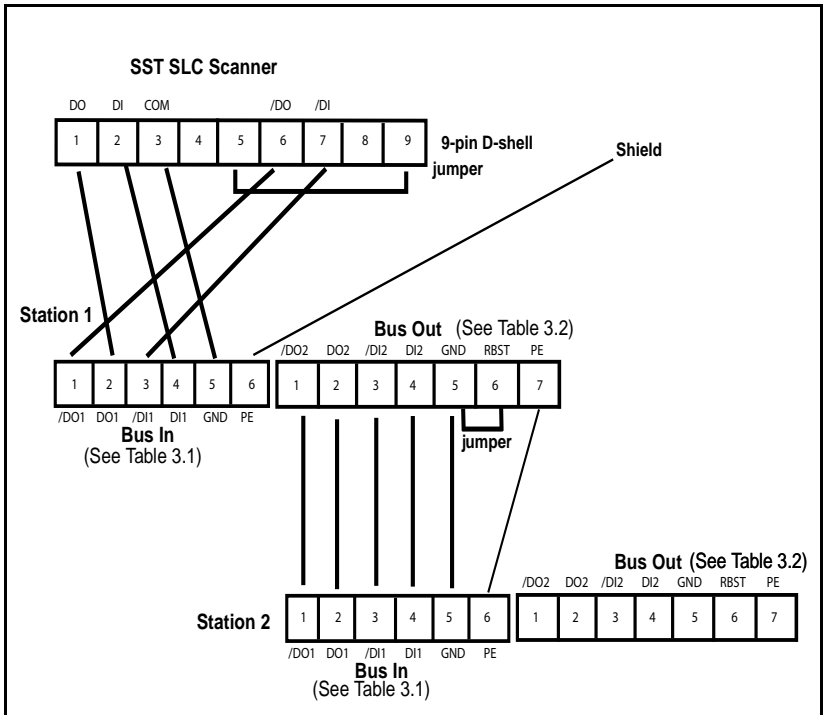 SST SLC Scanner
DO DI COM /DO /DI
1 2 3 4 5 6 7 8 9
9-pin D-shell
jumper
Shield
Station 1
Bus Out (See Table 3.2)
/DO2 DO2 /DI2 DI2 GND RBST PE
1 2 3 4 5 6
1 2 3 4 5 6 7
/DO1 DO1 /DI1 DI1 GND PE
Bus In
(See Table 3.1)
jumper
Bus Out (See Table 3.2)
/DO2 DO2 /DI2 DI2 GND RBST PE
Station 2
1 2 3 4 5 6
1 2 3 4 5 6 7
/DO1 DO1 /DI1 DI1 GND PE
Bus In
(See Table 3.1)